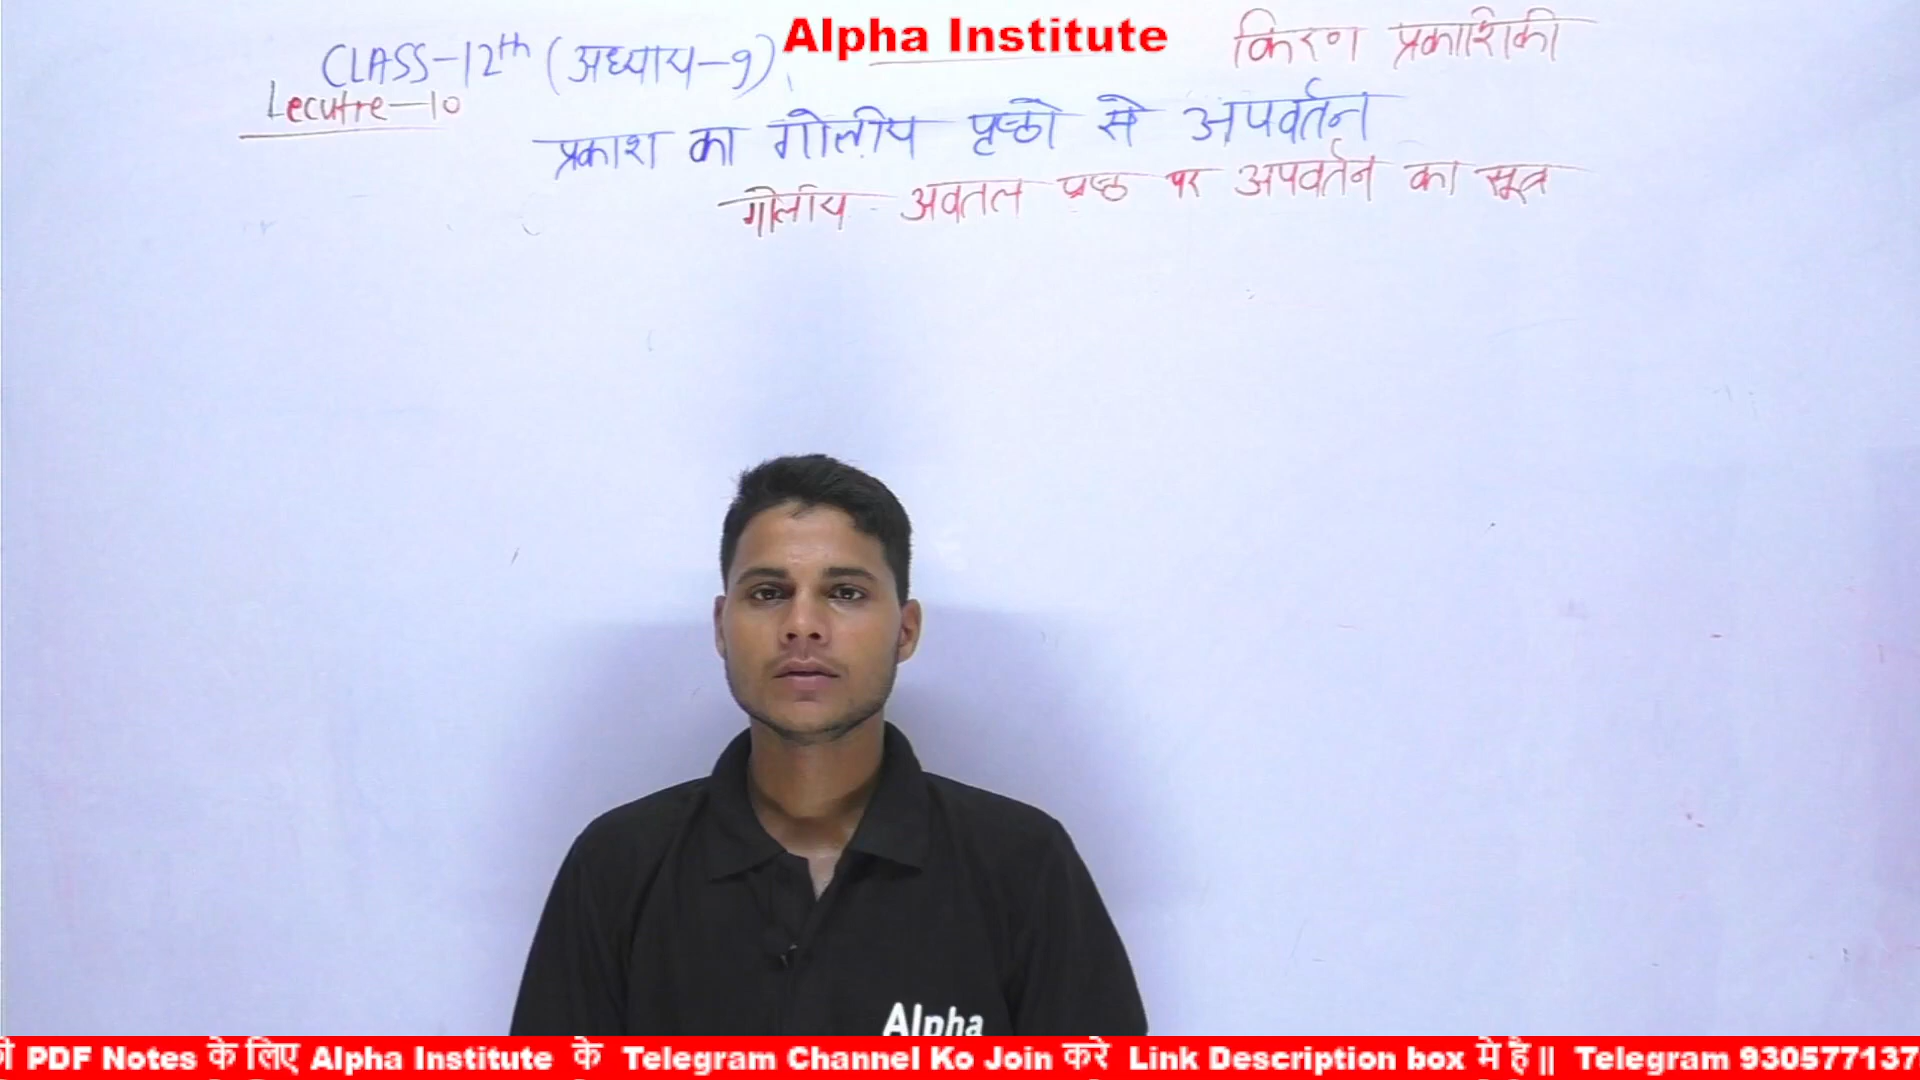 Alpha Institute
CLASS-12th (अध्याय-9) किरण प्रकाशिकी
Lecutre-10
प्रकाश का गोलीय पृष्ठो से अपवर्तन
गोलीय अवतल प्रष्ठ पर अपवर्तन का सूत्र
Alpha
PDF Notes के लिए Alpha Institute के Telegram Channel Ko Join करे Link Description box मे है || Telegram 930577137